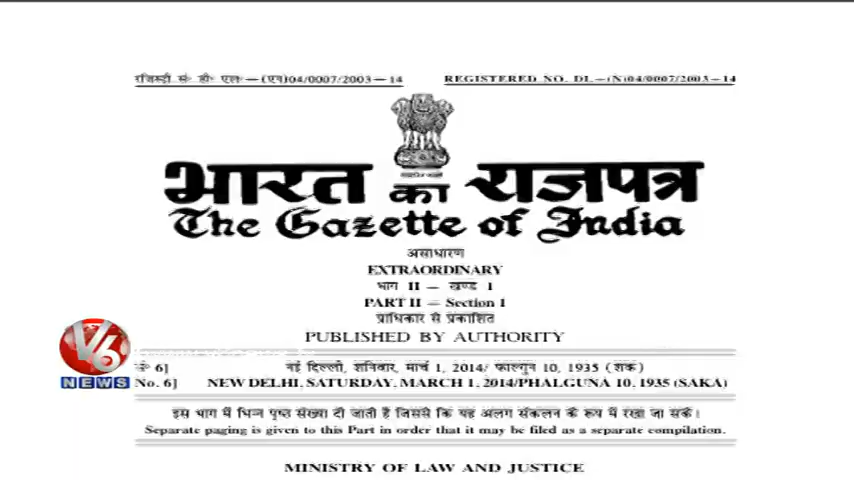 रजिस्ट्री सं० डी० एल०—(एन)04/0007/2003—14
REGISTERED NO. DL—(N)04/0007/2003—14
भारत का राजपत्र
The Gazette of India
असाधारण
EXTRAORDINARY
भाग II — खण्ड 1
PART II — Section 1
प्राधिकार से प्रकाशित
PUBLISHED BY AUTHORITY
सं० 6]
नई दिल्ली, शनिवार, मार्च 1, 2014/ फाल्गुन 10, 1935 (शक)
No. 6]
NEW DELHI, SATURDAY, MARCH 1, 2014/PHALGUNA 10, 1935 (SAKA)
इस भाग में भिन्न पृष्ठ संख्या दी जाती है जिससे कि यह अलग संकलन के रूप में रखा जा सके।
Separate paging is given to this Part in order that it may be filed as a separate compilation.
MINISTRY OF LAW AND JUSTICE
V6
NEWS